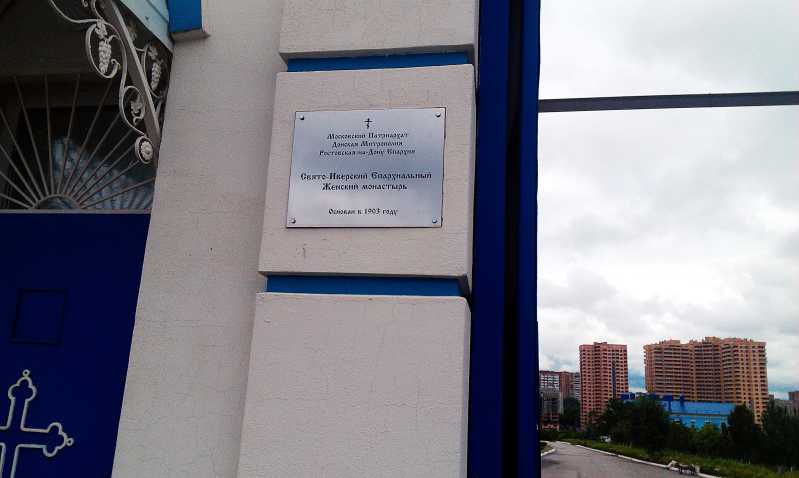 Московский Патриархат
Донская Митрополия
Ростовская-на-Дону Епархия
Свято-Иверский Епархиальный
Женский монастырь
Основан в 1903 году